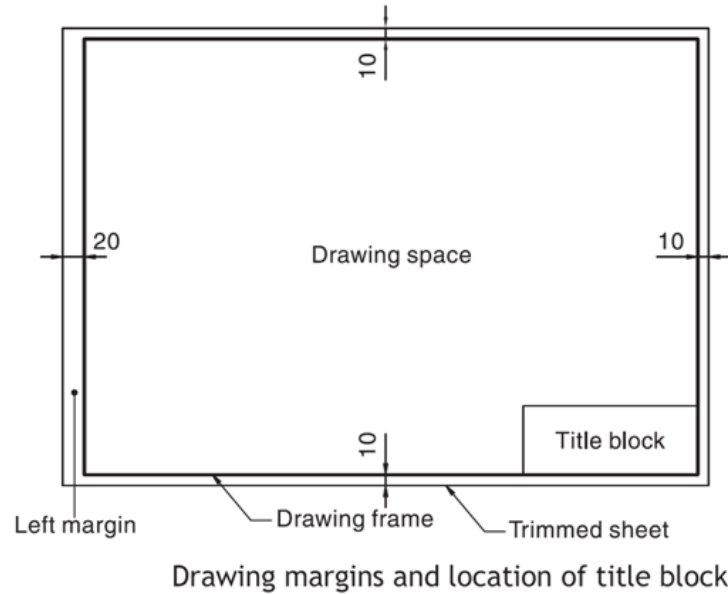 10
20
Drawing space
10
10
Title block
Left margin
Drawing frame
Trimmed sheet
Drawing margins and location of title block